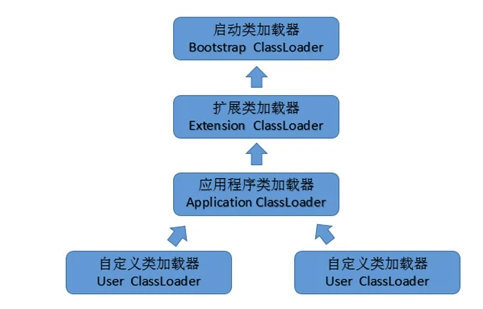 启动类加载器
Bootstrap ClassLoader
扩展类加载器
Extension ClassLoader
应用程序类加载器
Application ClassLoader
自定义类加载器
User ClassLoader
自定义类加载器
User ClassLoader